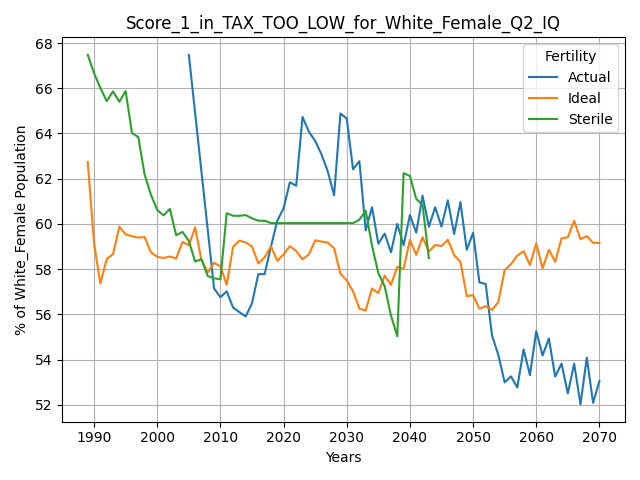 Score_1_in_TAX_TOO_LOW_for_White_Female_Q2_IQ
% of White_Female Population
68
66
64
62
60
58
56
54
52
Fertility
Actual
Ideal
Sterile
1990 2000 2010 2020 2030 2040 2050 2060 2070
Years